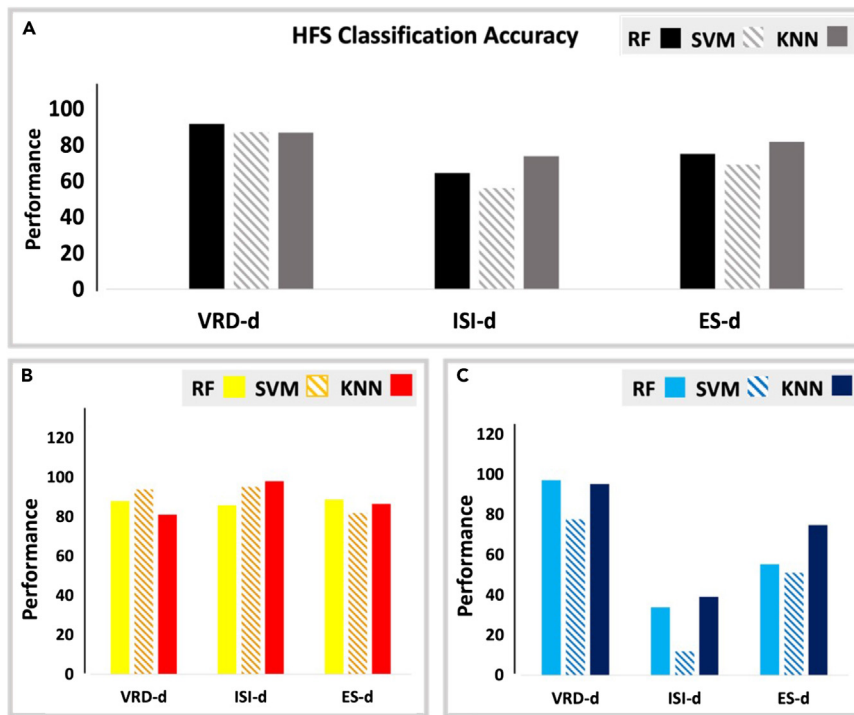 A
HFS Classification Accuracy
RF SVM KNN
Performance
100
80
60
40
20
0
VRD-d ISI-d ES-d
B
RF SVM KNN
Performance
120
100
80
60
40
20
0
VRD-d ISI-d ES-d
C
RF SVM KNN
Performance
120
100
80
60
40
20
0
VRD-d ISI-d ES-d